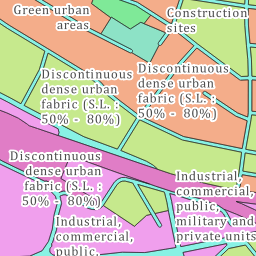 Green urban
areas
Construction
sites
Discontinuous
dense urban
fabric (S.L. :
50% - 80%)
Discontinuous
dense urban
fabric (S.L. :
50% - 80%)
Discontinuous
dense urban
fabric (S.L. :
50% - 80%)
Industrial,
commercial,
public,
military and
private units
Industrial,
commercial,
public,